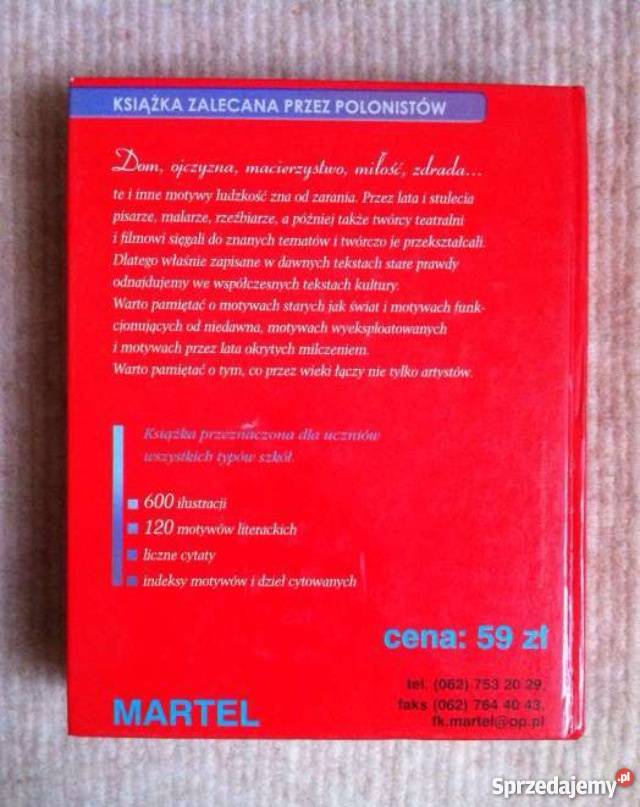 KSIĄŻKA ZALECANA PRZEZ POLONISTÓW
Dom, ojczyzna, macierzystwo, miłość, zdrada...
te i inne motywy ludzkość zna od zarania. Przez lata i stulecia
pisarze, malarze, rzeźbiarze, a później także twórcy teatralni
i filmowi sięgali do znanych tematów i twórczo je przekształcali.
Dlatego właśnie zapisane w dawnych tekstach stare prawdy
odnajdujemy we współczesnych tekstach kultury.
Warto pamiętać o motywach starych jak świat i motywach funk-
cjonujących od niedawna, motywach wyeksploatowanych
i motywach przez lata okrytych milczeniem.
Warto pamiętać o tym, co przez wieki łączy nie tylko artystów.
Książka przeznaczona dla uczniów
wszystkich typów szkół.
600 ilustracji
120 motywów literackich
liczne cytaty
indeksy motywów i dzieł cytowanych
cena: 59 zł
tel. (062) 753 20 29,
faks (062) 764 40 43,
fk.martel@op.pl
MARTEL
Sprzedajemy.pl